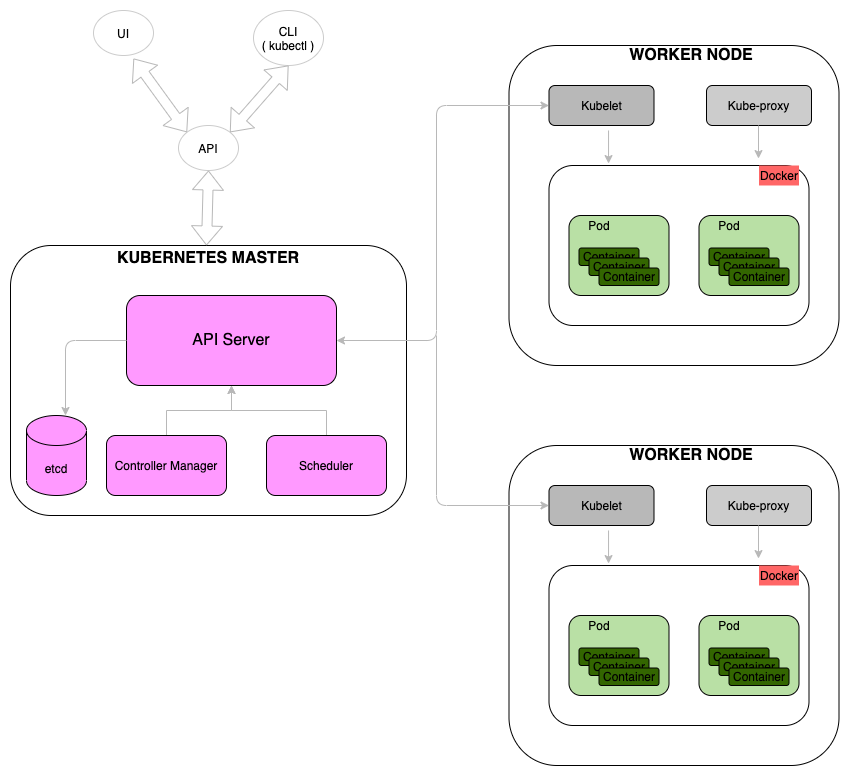 UI
CLI
( kubectl )
API
KUBERNETES MASTER
API Server
etcd
Controller Manager
Scheduler
WORKER NODE
Kubelet
Kube-proxy
Docker
Pod
Container
Container
Container
Pod
Container
Container
Container
WORKER NODE
Kubelet
Kube-proxy
Docker
Pod
Container
Container
Container
Pod
Container
Container
Container